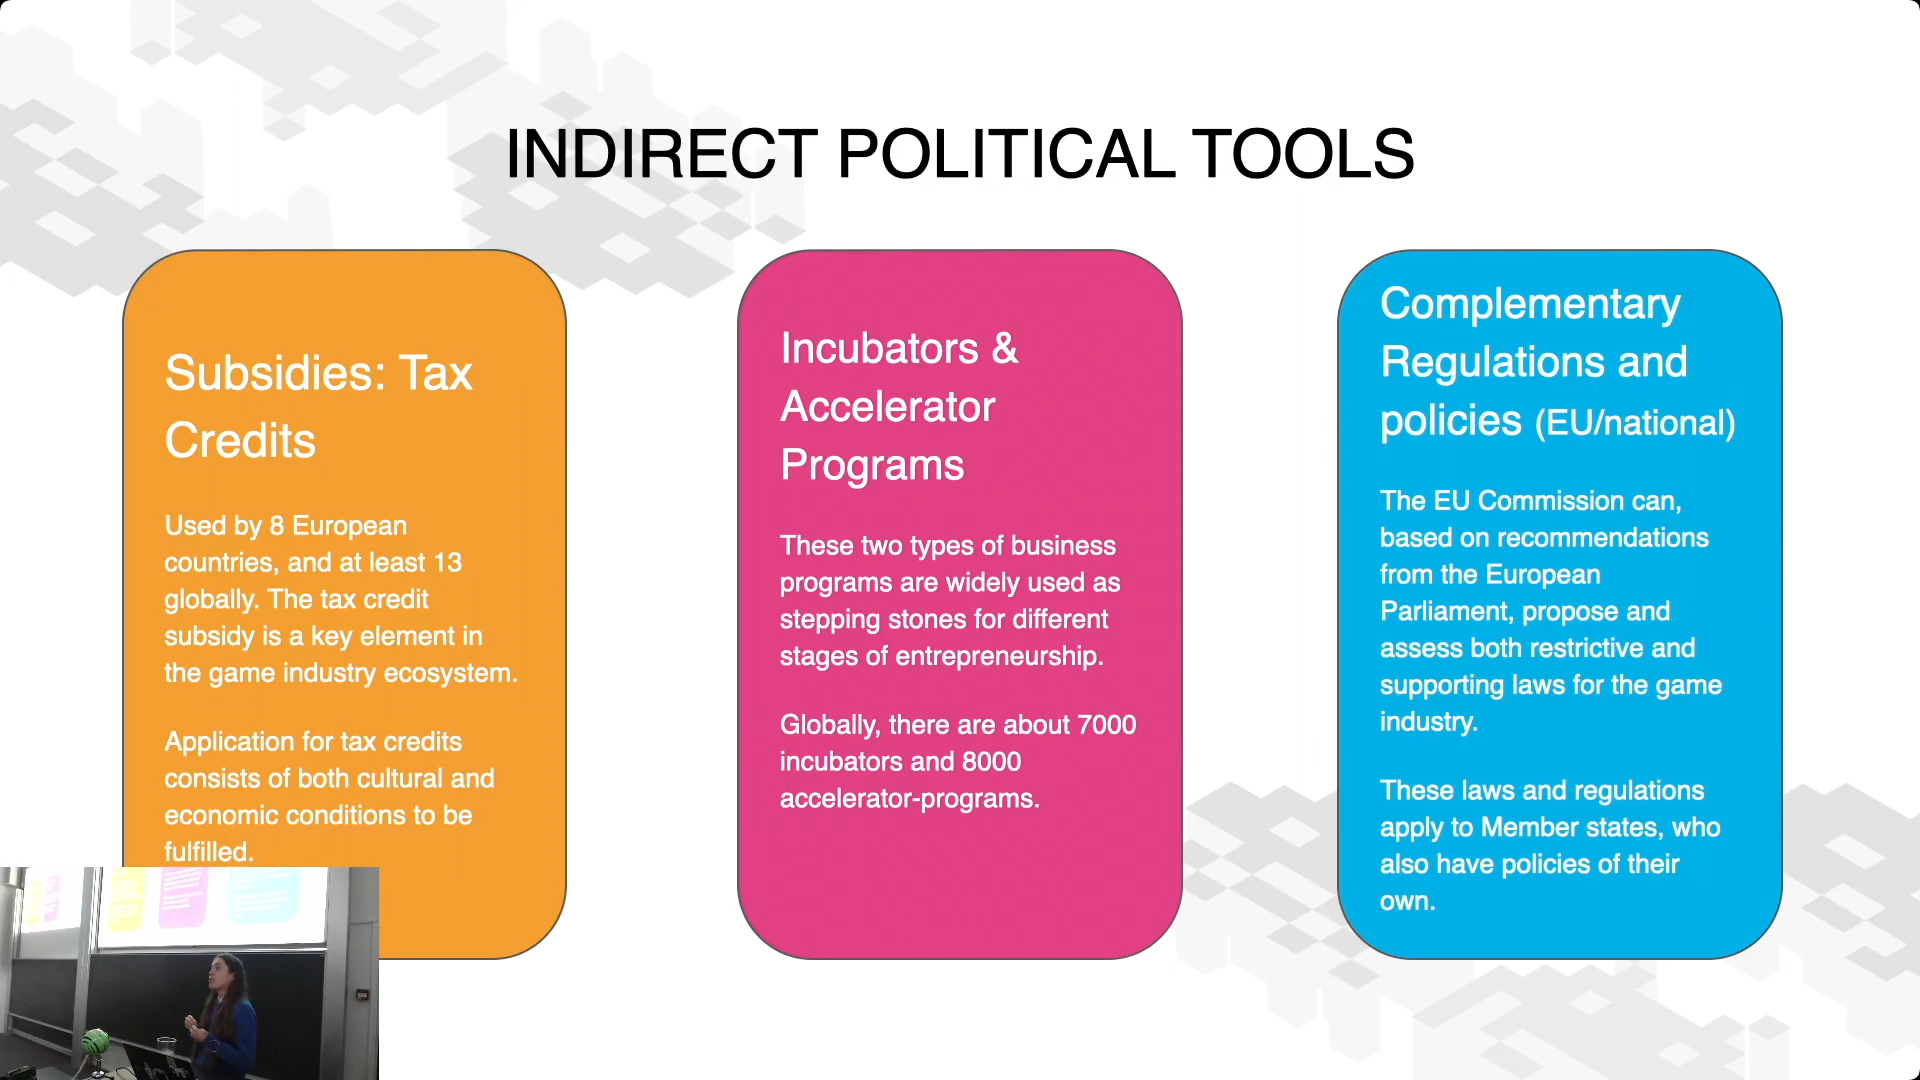 INDIRECT POLITICAL TOOLS
Subsidies: Tax
Credits
Used by 8 European
countries, and at least 13
globally. The tax credit
subsidy is a key element in
the game industry ecosystem.
Application for tax credits
consists of both cultural and
economic conditions to be
fulfilled.
Incubators &
Accelerator
Programs
These two types of business
programs are widely used as
stepping stones for different
stages of entrepreneurship.
Globally, there are about 7000
incubators and 8000
accelerator-programs.
Complementary
Regulations and
policies (EU/national)
The EU Commission can,
based on recommendations
from the European
Parliament, propose and
assess both restrictive and
supporting laws for the game
industry.
These laws and regulations
apply to Member states, who
also have policies of their
own.